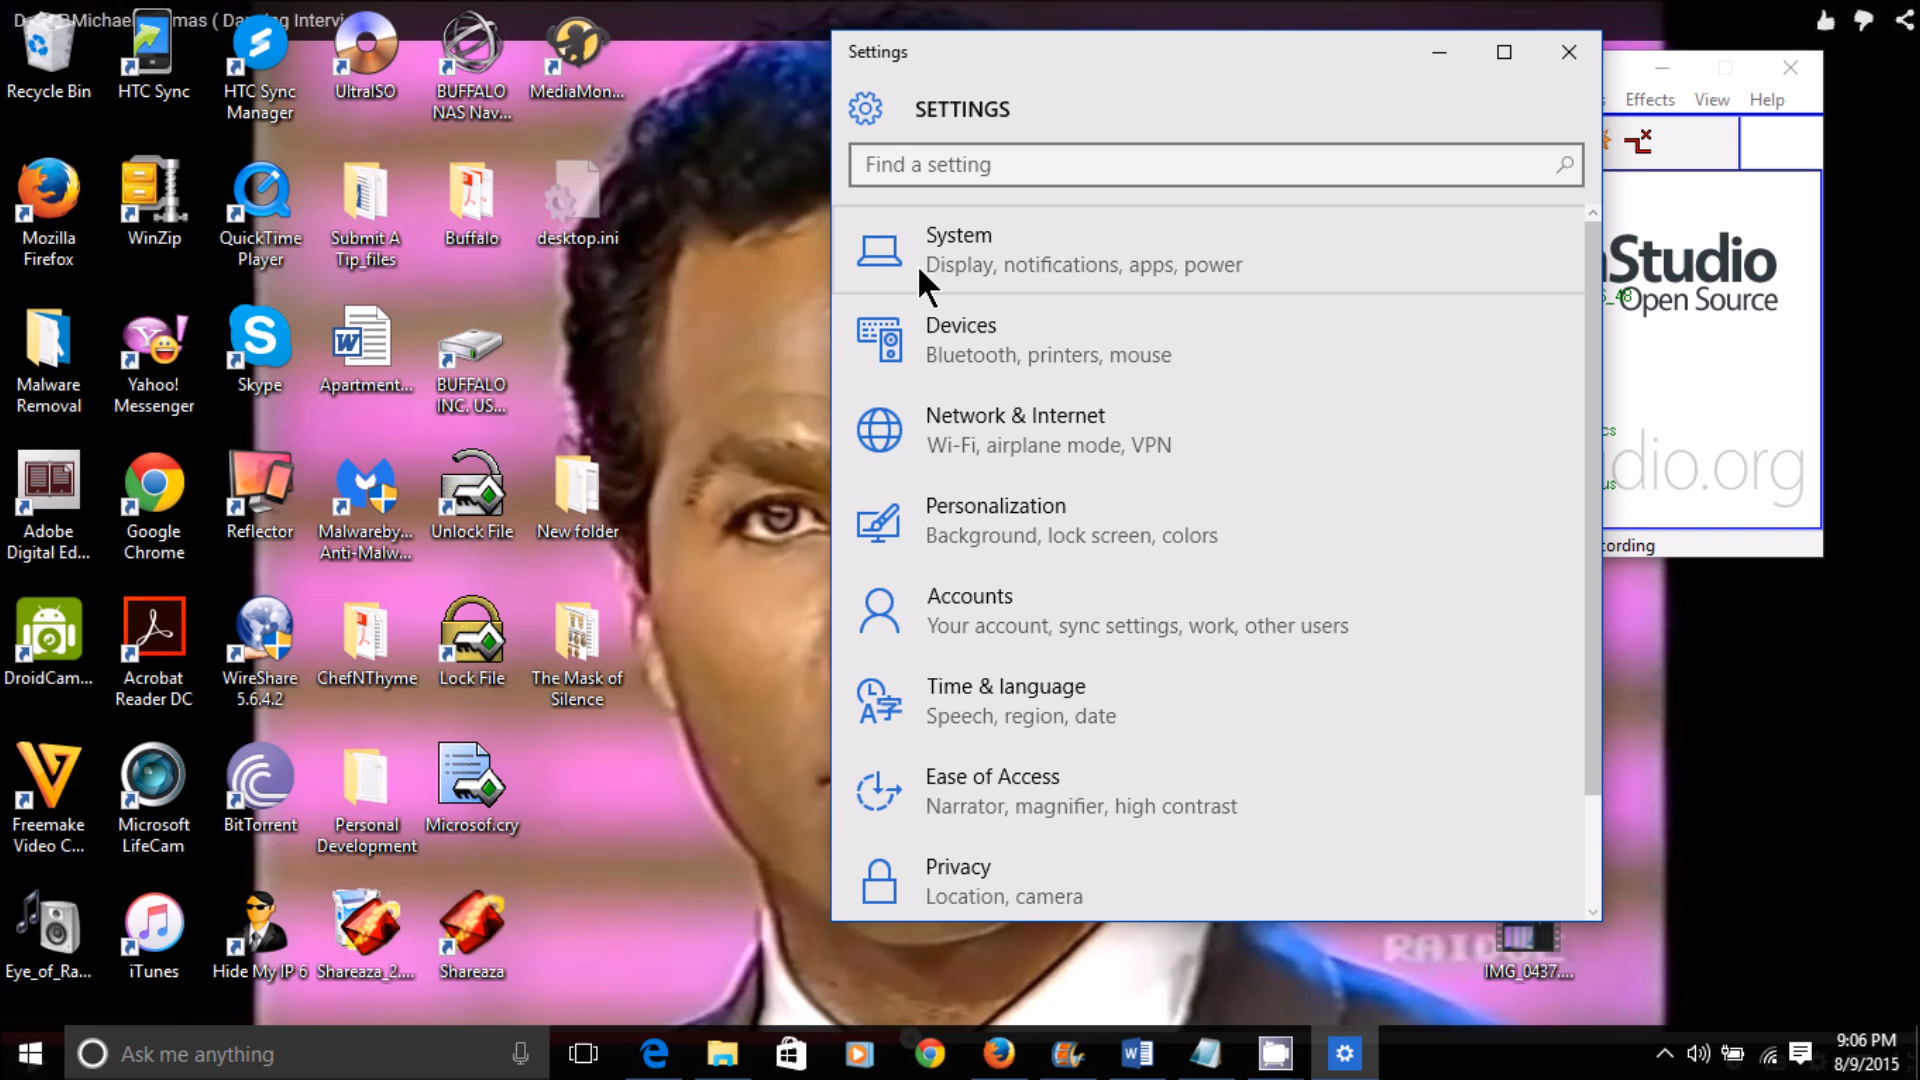 Recycle Bin
HTC Sync
HTC Sync
Manager
UltraISO
BUFFALO
NAS Nav...
MediaMon...
Mozilla
Firefox
WinZip
QuickTime
Player
Submit A
Tip_files
Buffalo
desktop.ini
Malware
Removal
Yahoo!
Messenger
Skype
Apartment...
BUFFALO
INC. US...
Adobe
Digital Ed...
Google
Chrome
Reflector
Malwareby...
Anti-Malw...
Unlock File
New folder
DroidCam...
Acrobat
Reader DC
WireShare
5.6.4.2
ChefNThyme
Lock File
The Mask of
Silence
Freemake
Video C...
Microsoft
LifeCam
BitTorrent
Personal
Development
Microsof.cry
Eye_of_Ra...
iTunes
Hide My IP 6
Shareaza_2....
Shareaza
Settings
SETTINGS
Find a setting
System
Display, notifications, apps, power
Devices
Bluetooth, printers, mouse
Network & Internet
Wi-Fi, airplane mode, VPN
Personalization
Background, lock screen, colors
Accounts
Your account, sync settings, work, other users
Time & language
Speech, region, date
Ease of Access
Narrator, magnifier, high contrast
Privacy
Location, camera
Effects View Help
Studio
Open Source
dio.org
cording
IMG_0437....
Ask me anything
9:06 PM
8/9/2015